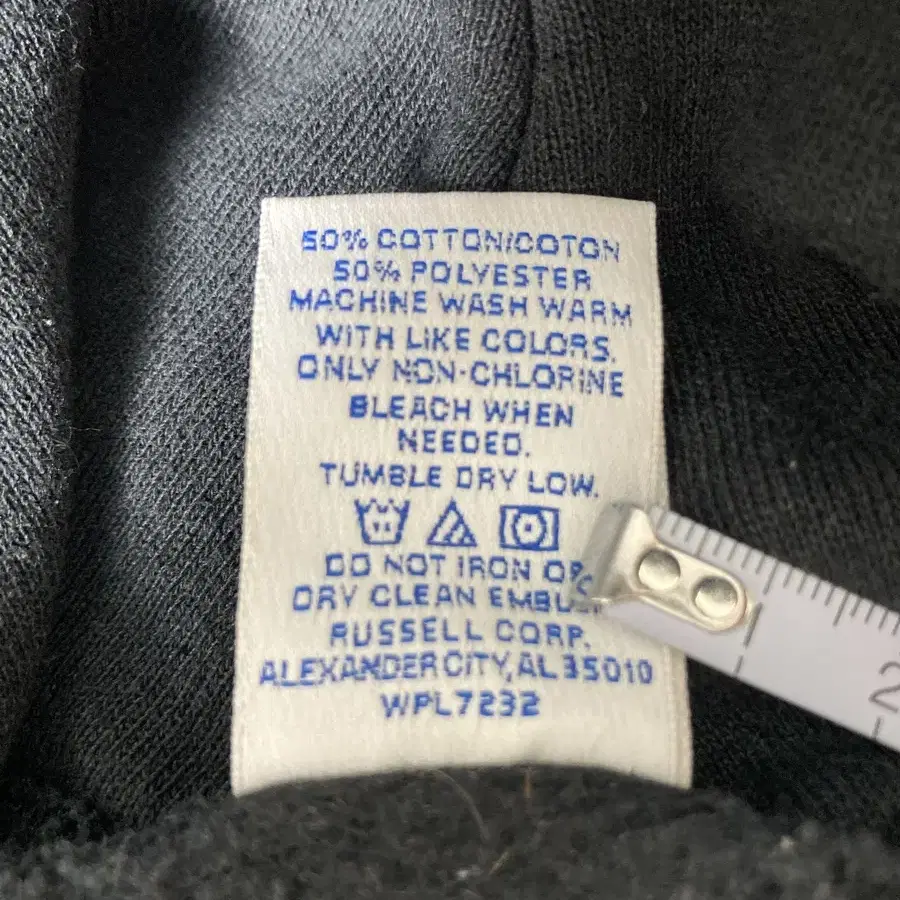 50% COTTON/COTON
50% POLYESTER
MACHINE WASH WARM
WITH LIKE COLORS.
ONLY NON-CHLORINE
BLEACH WHEN
NEEDED.
TUMBLE DRY LOW.
DO NOT IRON OR
DRY CLEAN
RUSSELL CORP.
ALEXANDER CITY, AL 35010
WPL7232
2